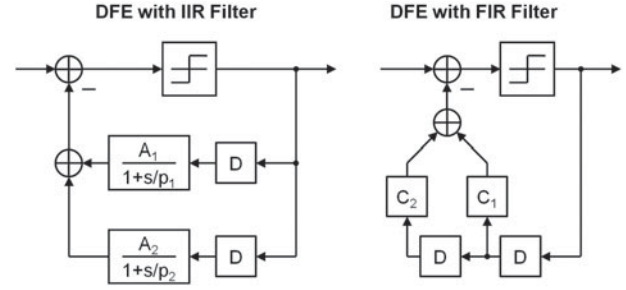 DFE with IIR Filter
DFE with FIR Filter
A₁
1+s/p₁
D
A₂
1+s/p₂
D
C₂
C₁
D
D